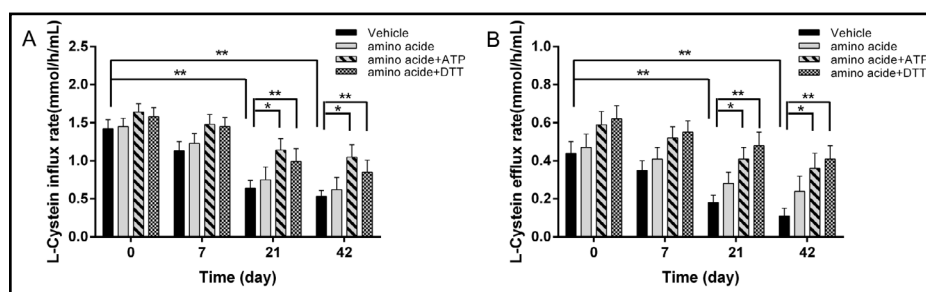 A
L-Cystein influx rate(mmol/h/mL)
2.5
2.0
1.5
1.0
0.5
0.0
Vehicle
amino acide
amino acide+ATP
amino acide+DTT
**
**
**
*
**
*
0 7 21 42
Time (day)
B
L-Cystein efflux rate(mmol/h/mL)
1.0
0.8
0.6
0.4
0.2
0.0
Vehicle
amino acide
amino acide+ATP
amino acide+DTT
**
**
**
*
**
*
0 7 21 42
Time (day)